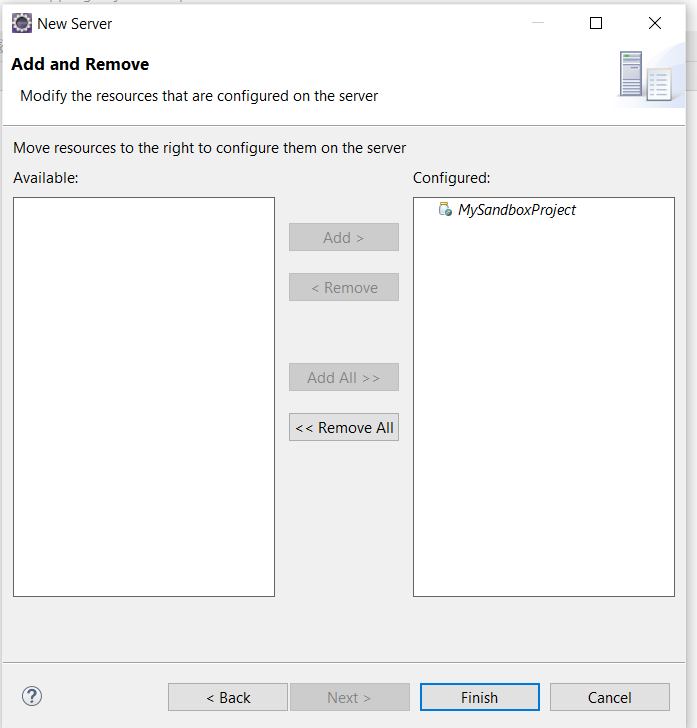 New Server
Add and Remove
Modify the resources that are configured on the server
Move resources to the right to configure them on the server
Available:
Configured:
MySandboxProject
Add >
< Remove
Add All >>
<< Remove All
?
< Back
Next >
Finish
Cancel